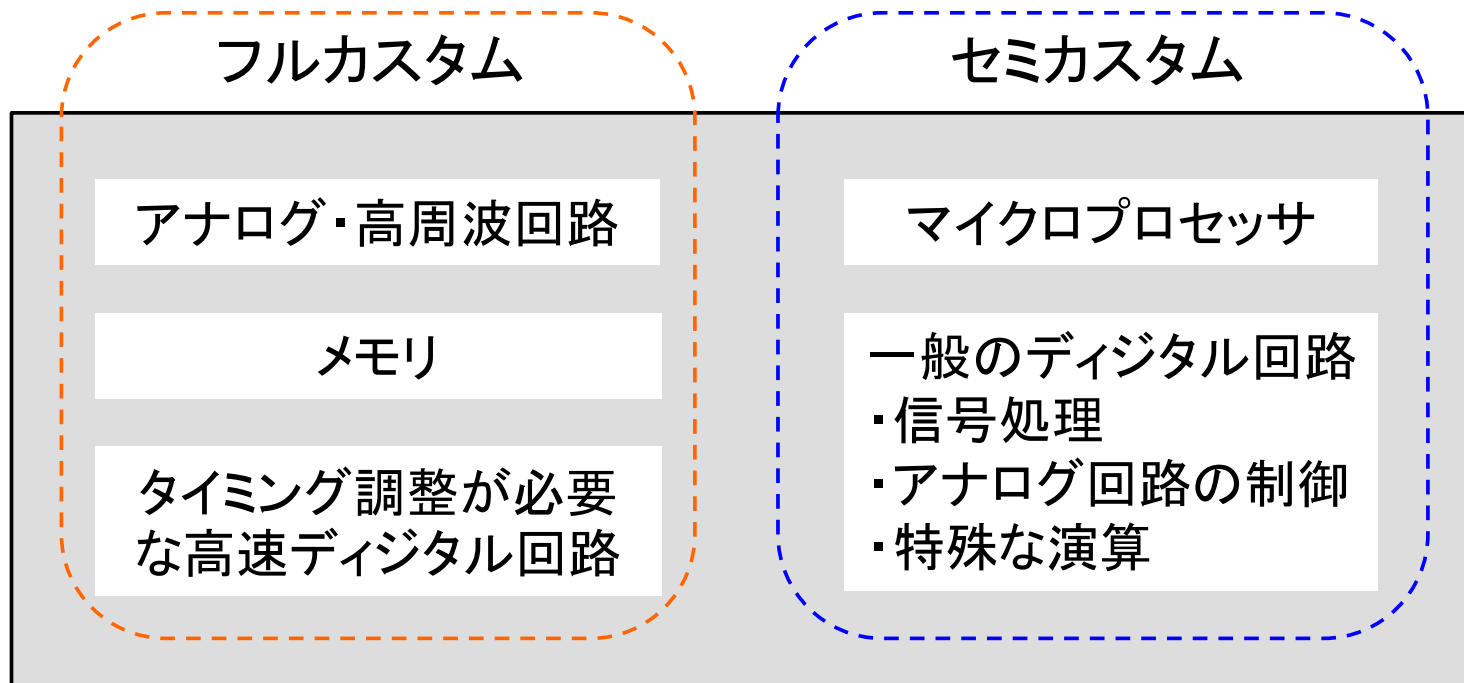 フルカスタム
セミカスタム
アナログ・高周波回路
メモリ
タイミング調整が必要
な高速ディジタル回路
マイクロプロセッサ
一般のディジタル回路
・信号処理
・アナログ回路の制御
・特殊な演算